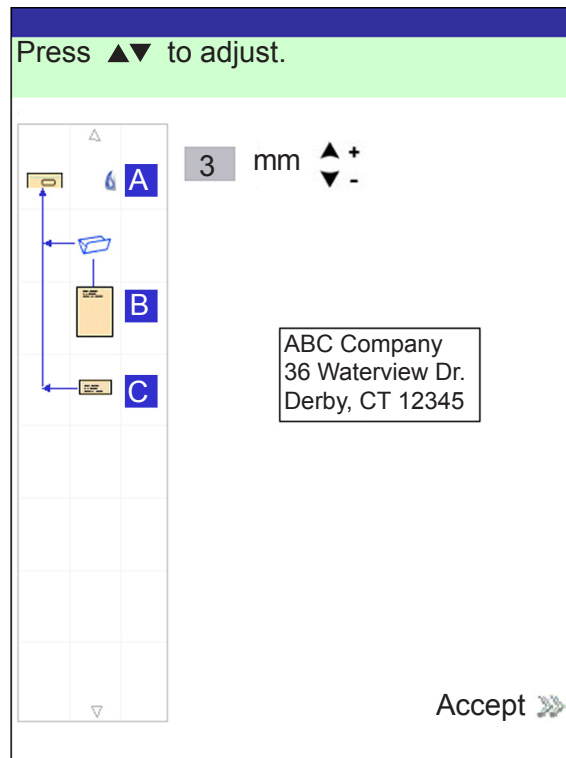 Press ▲▼ to adjust.
A
3 mm ▲ +
▼ -
B
ABC Company
36 Waterview Dr.
Derby, CT 12345
C
Accept